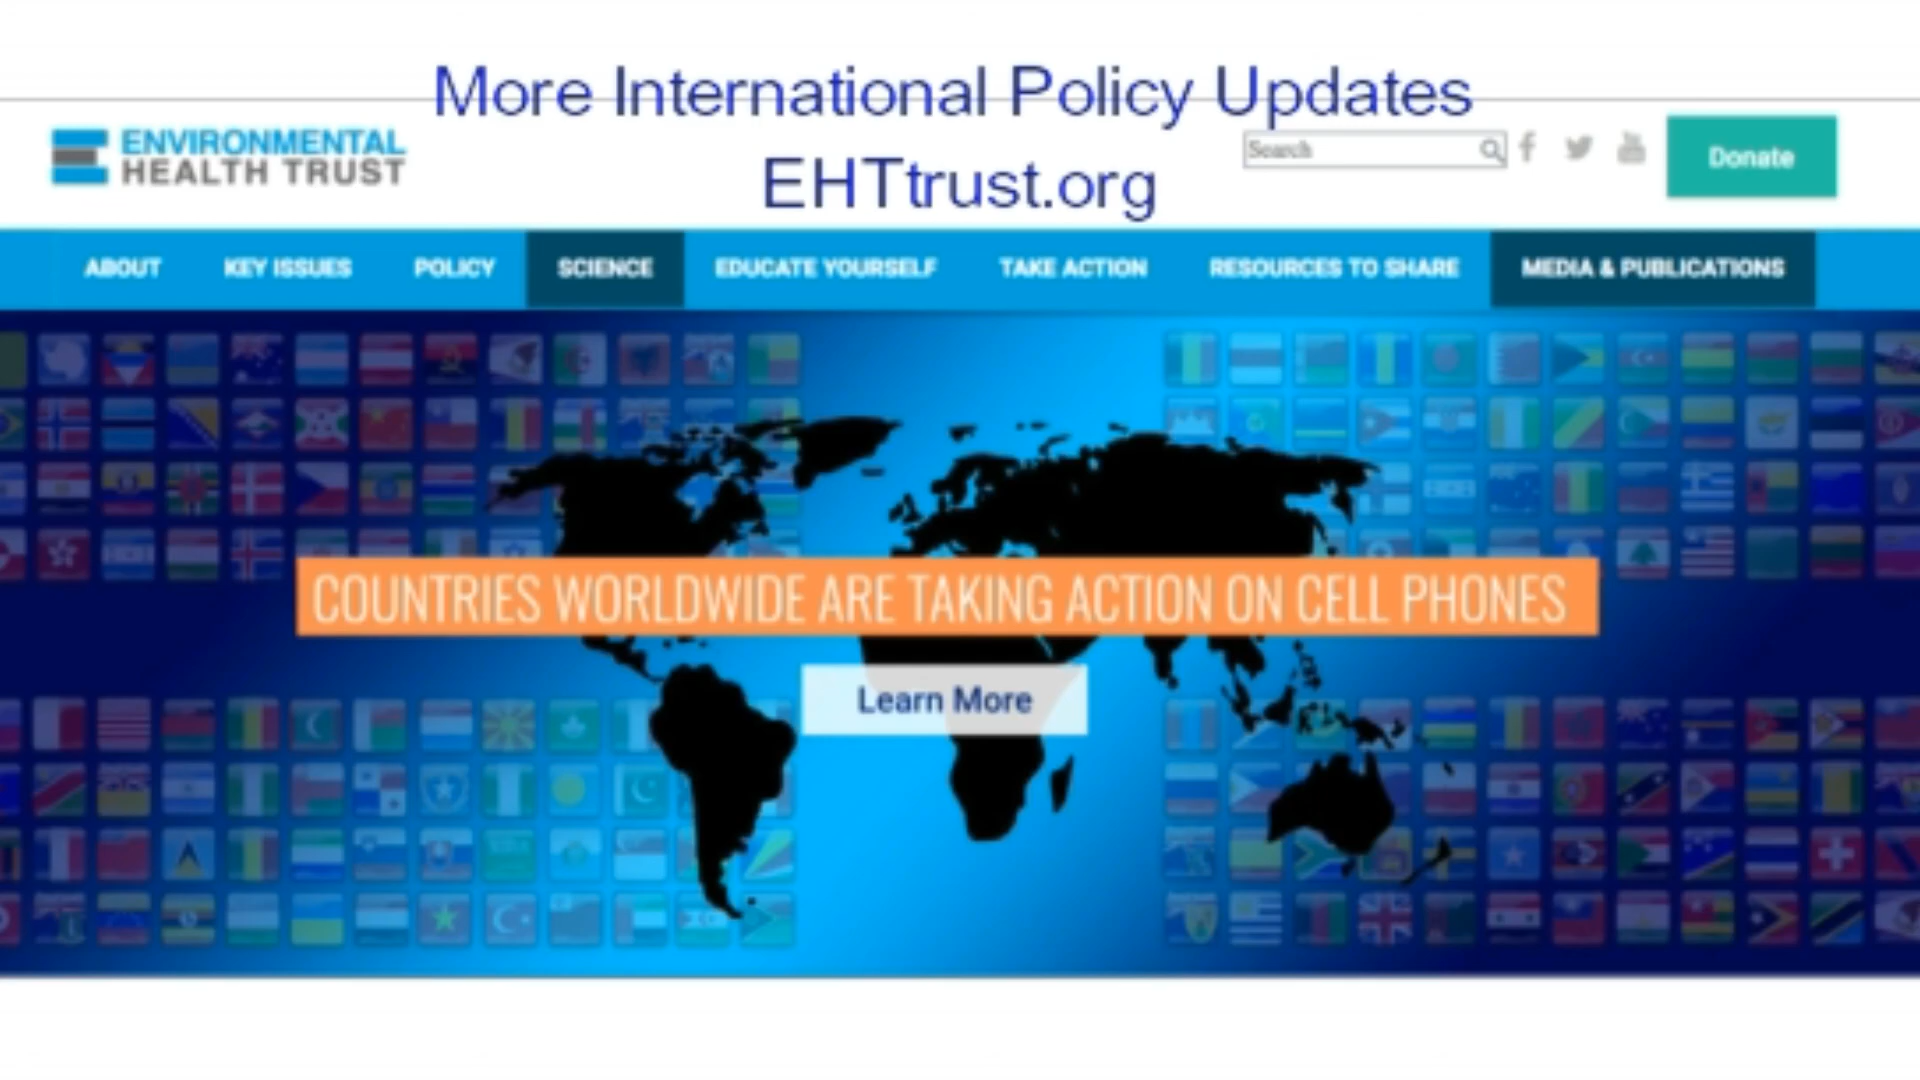 More International Policy Updates
EHTtrust.org
ENVIRONMENTAL
HEALTH TRUST
Search
Donate
ABOUT KEY ISSUES POLICY SCIENCE EDUCATE YOURSELF TAKE ACTION RESOURCES TO SHARE MEDIA & PUBLICATIONS
COUNTRIES WORLDWIDE ARE TAKING ACTION ON CELL PHONES
Learn More